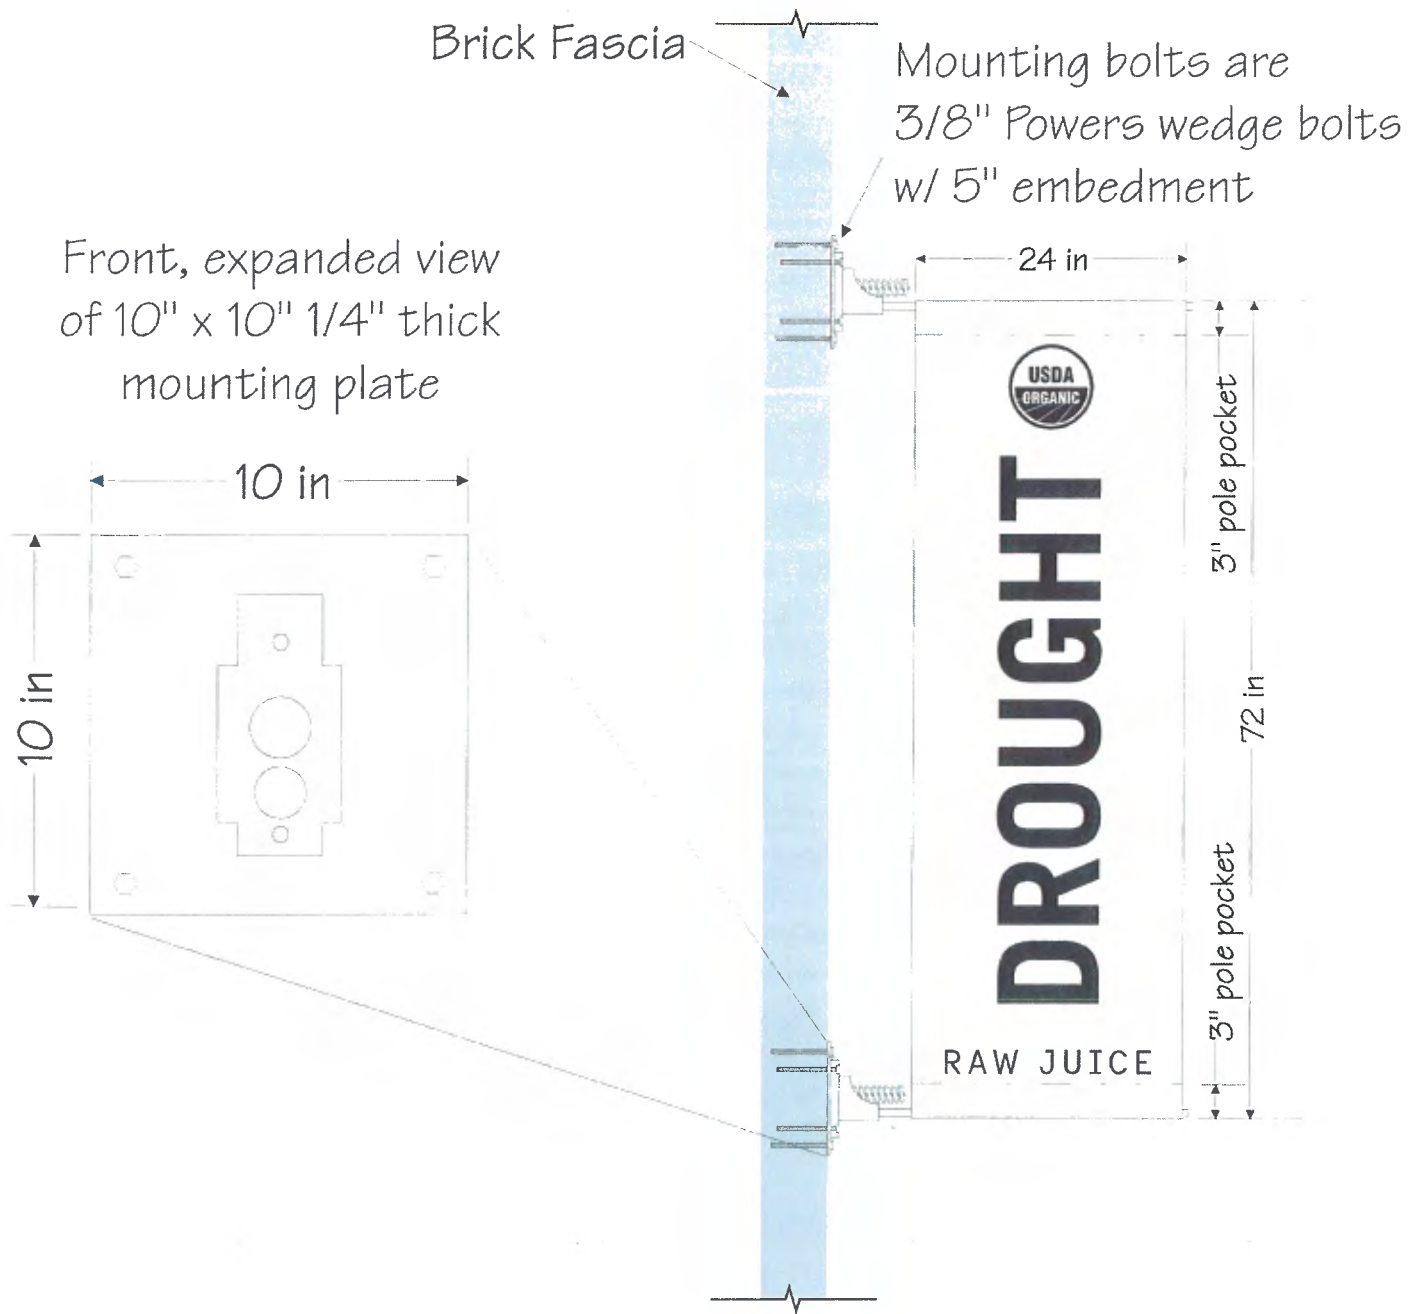 Brick Fascia
Mounting bolts are
3/8" Powers wedge bolts
w/ 5" embedment
Front, expanded view
of 10" x 10" 1/4" thick
mounting plate
24 in
10 in
10 in
USDA
ORGANIC
DROUGHT
RAW JUICE
3" pole pocket
72 in
3" pole pocket